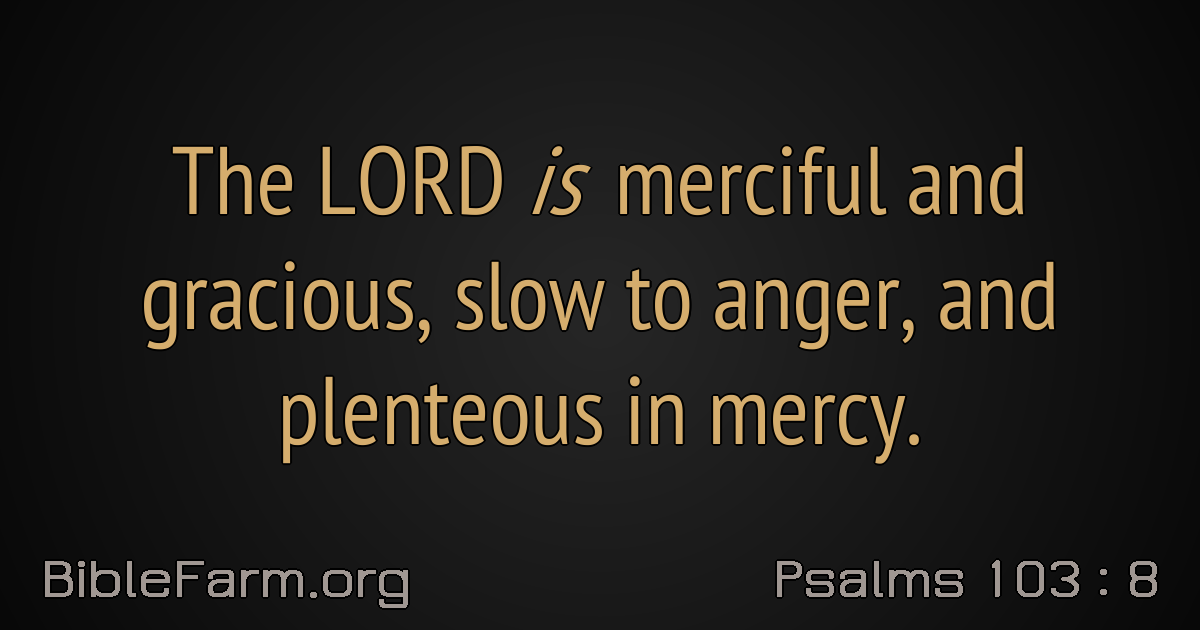 The LORD is merciful and
gracious, slow to anger, and
plenteous in mercy.
BibleFarm.org
Psalms 103 : 8